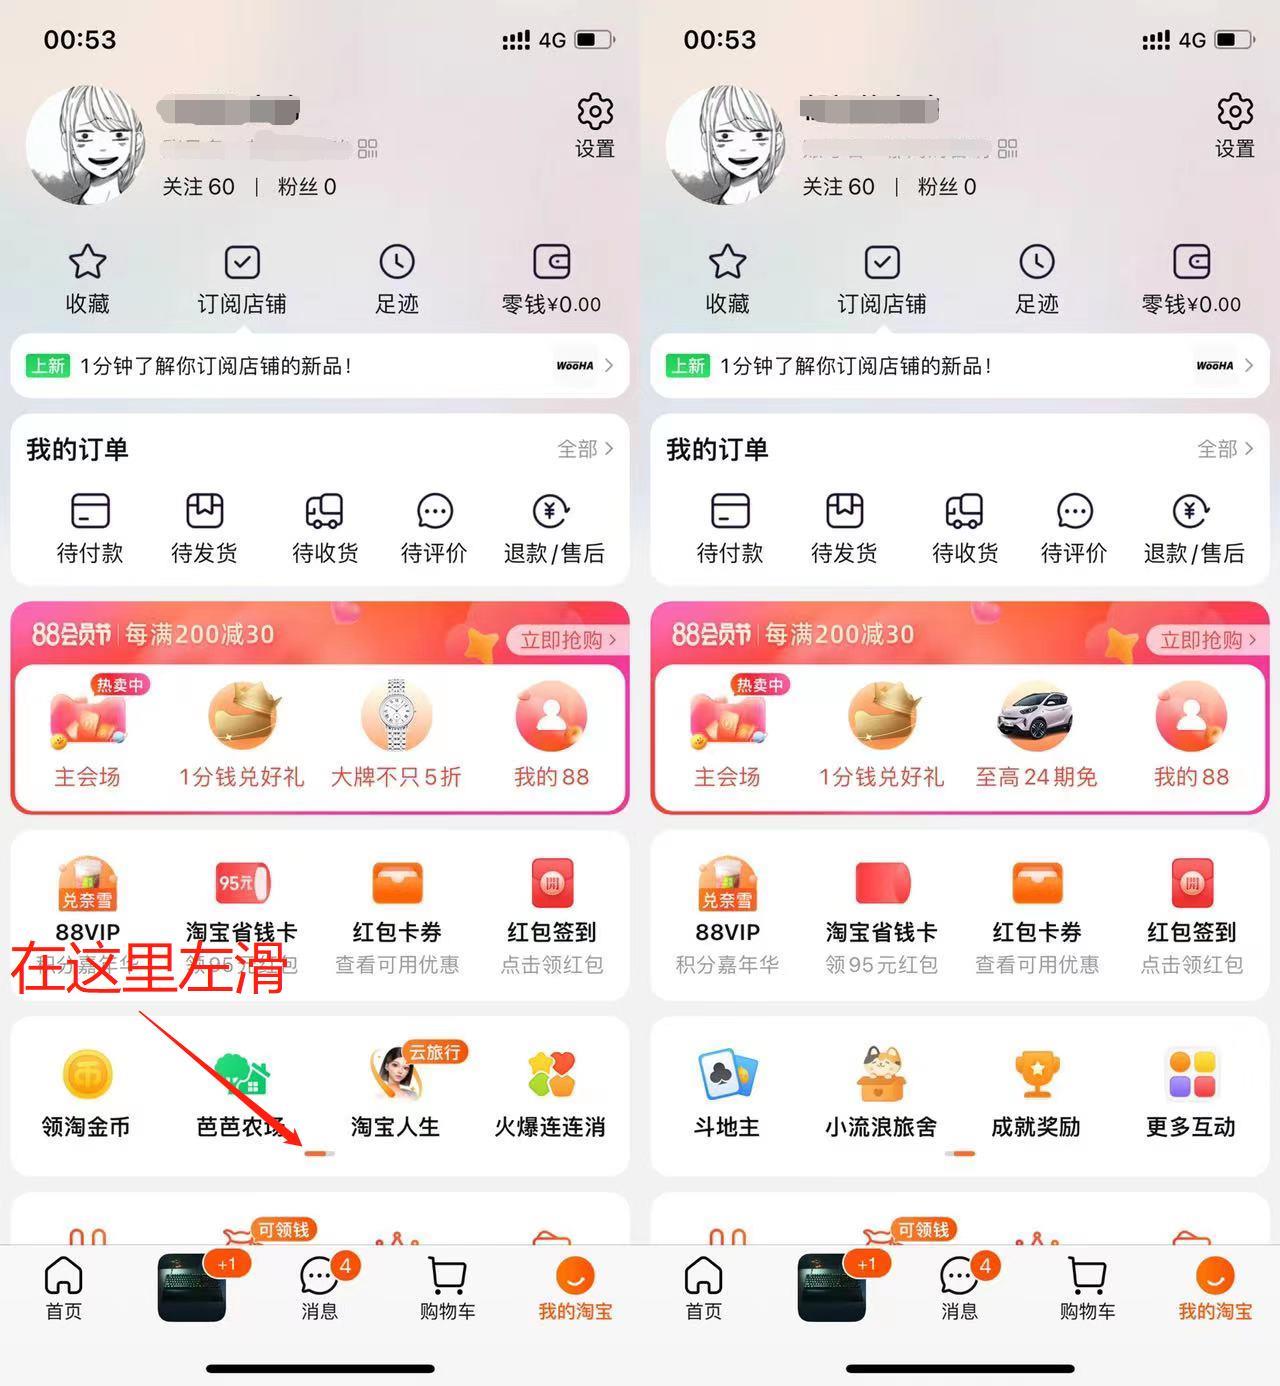 00:53
4G
设置
关注 60 | 粉丝 0
收藏
订阅店铺
足迹
零钱¥0.00
上新
1分钟了解你订阅店铺的新品!
WOOHA
我的订单
全部
待付款
待发货
待收货
待评价
退款/售后
88会员节
每满200减30
立即抢购
热卖中
主会场
1分钱兑好礼
大牌不只5折
我的88
兑奈雪
95元
88VIP
淘宝省钱卡
红包卡券
红包签到
積分嘉年华
领95元红包
查看可用优惠
点击领红包
在这里左滑
云旅行
领淘金币
芭芭农场
淘宝人生
火爆连连消
可领钱
首页
+1
消息
4
购物车
我的淘宝
00:53
4G
设置
关注 60 | 粉丝 0
收藏
订阅店铺
足迹
零钱¥0.00
上新
1分钟了解你订阅店铺的新品!
WOOHA
我的订单
全部
待付款
待发货
待收货
待评价
退款/售后
88会员节
每满200减30
立即抢购
热卖中
主会场
1分钱兑好礼
至高24期免
我的88
兑奈雪
88VIP
淘宝省钱卡
红包卡券
红包签到
积分嘉年华
领95元红包
查看可用优惠
点击领红包
斗地主
小流浪旅舍
成就奖励
更多互动
可领钱
首页
+1
消息
4
购物车
我的淘宝